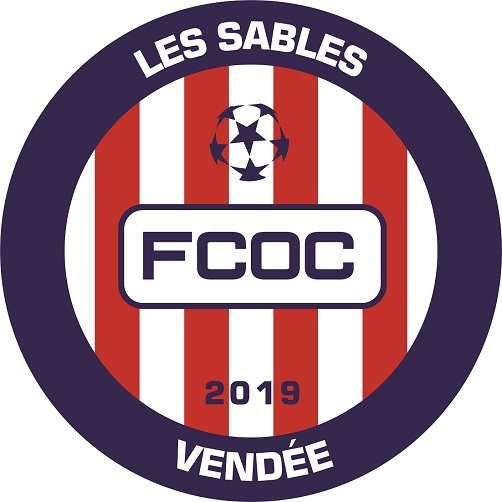 LES SABLES
FCOC
2019
VENDÉE